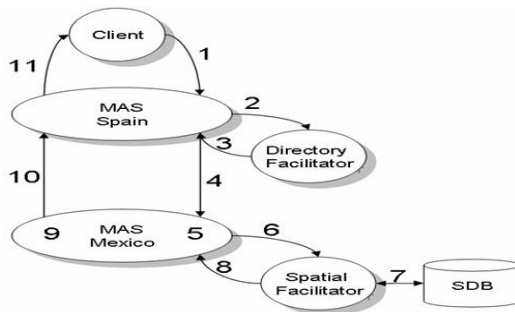 Client
11
1
MAS
Spain
2
3
Directory
Facilitator
10
4
9
MAS
Mexico
5
6
8
Spatial
Facilitator
7
SDB